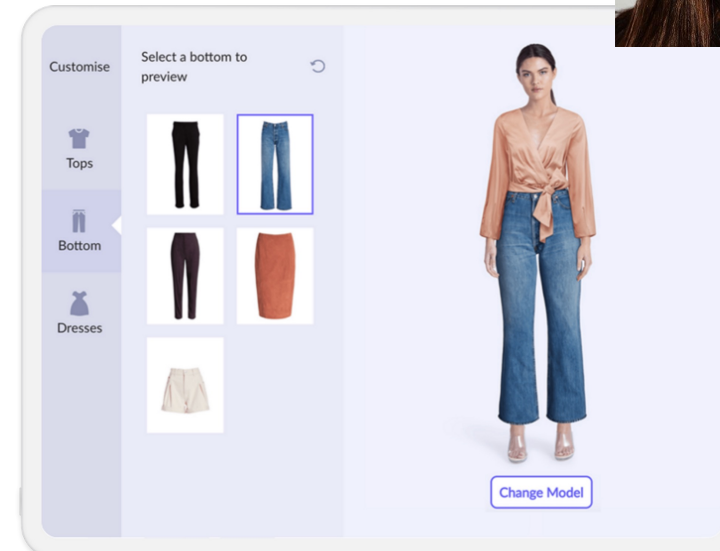 Customise
Select a bottom to
preview
Tops
Bottom
Dresses
Change Model